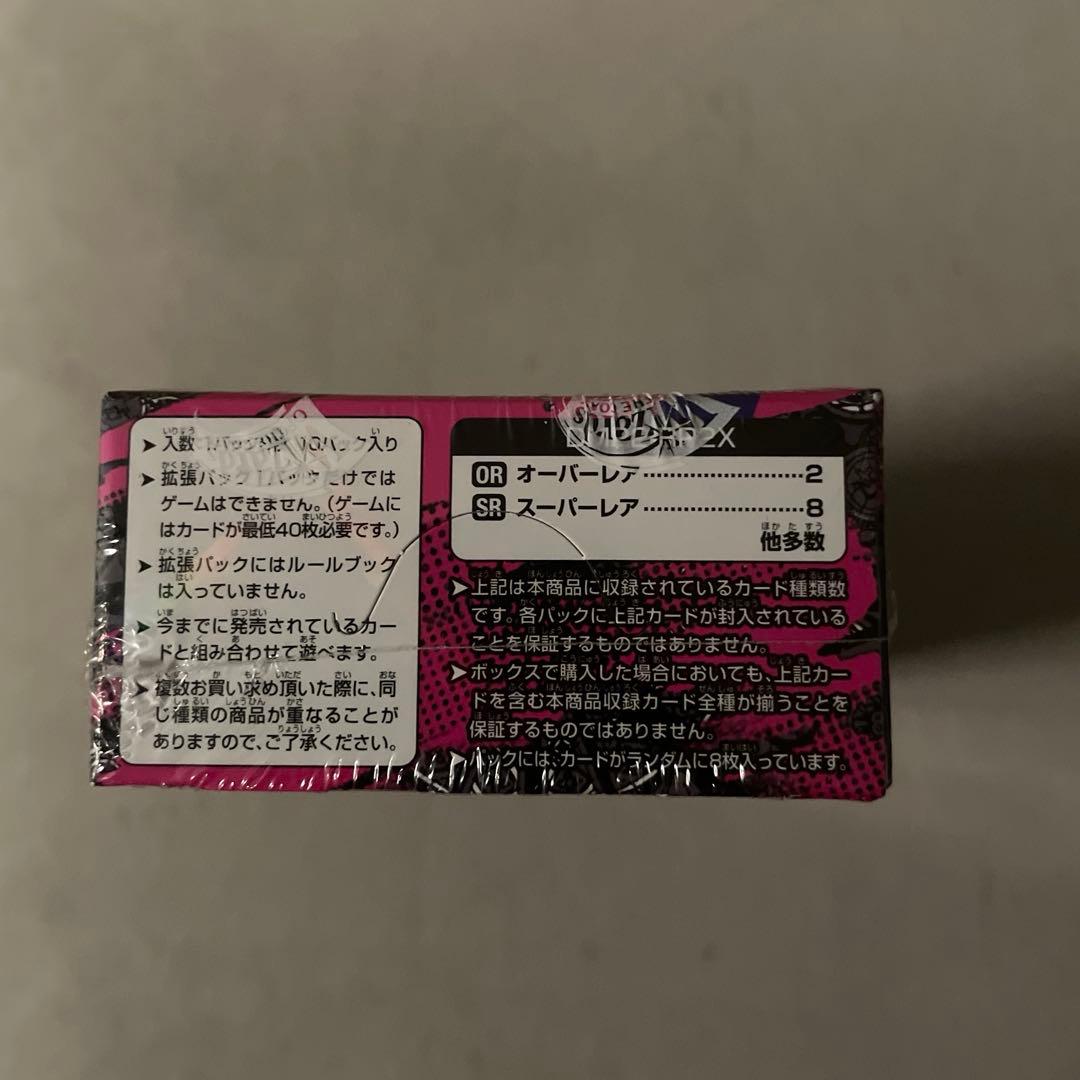 入数 1パック 10パック入り
拡張パック1パックだけでは
ゲームはできません。(ゲームに
はカードが最低40枚必要です。)
拡張パックにはルールブック
は入っていません。
今までに発売されているカー
ドと組み合わせて遊べます。
複数お買い求め頂いた際に、同
じ種類の商品が重なることが
ありますので、ご了承ください。
OR オーバーレア 2
SR スーパーレア 8
他多数
上記は本商品に収録されているカード種類数
です。各パックに上記カードが封入されている
ことを保証するものではありません。
ボックスで購入した場合においても、上記カー
ドを含む本商品収録カード全種が揃うことを
保証するものではありません。
パックには、カードがランダムに8枚入っています。